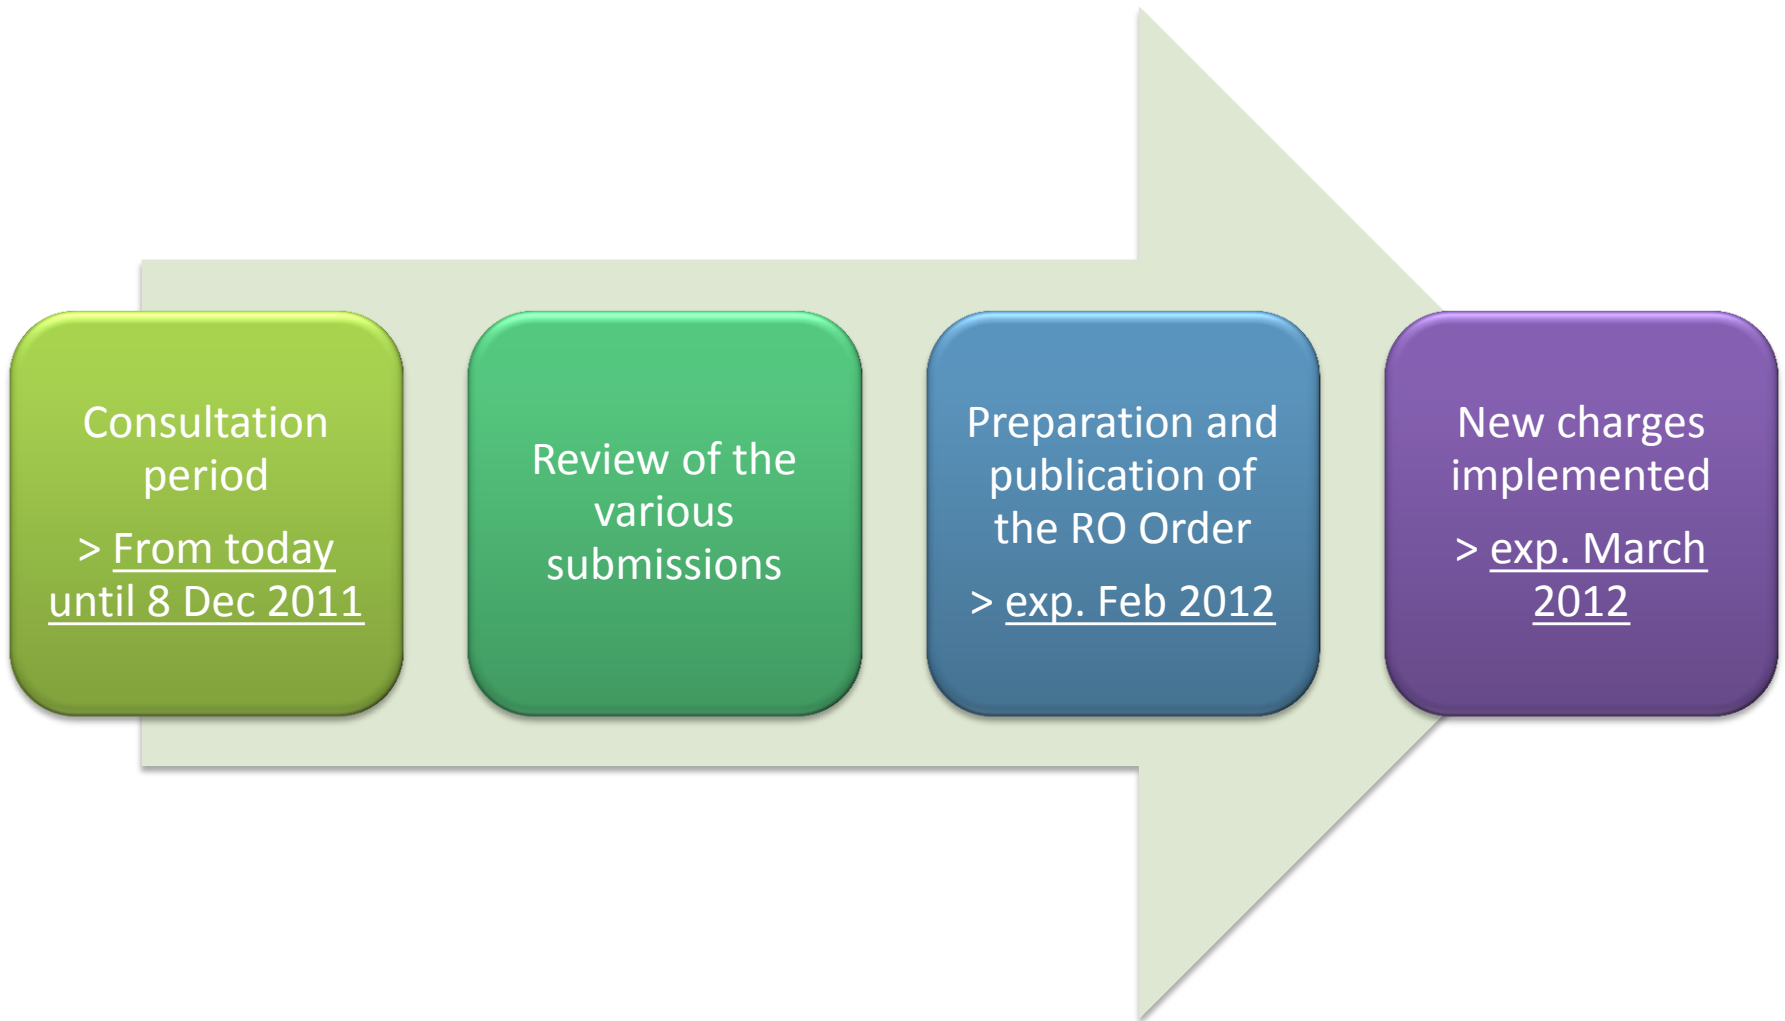 Consultation
period
> From today
until 8 Dec 2011
Review of the
various
submissions
Preparation and
publication of
the RO Order
> exp. Feb 2012
New charges
implemented
> exp. March
2012